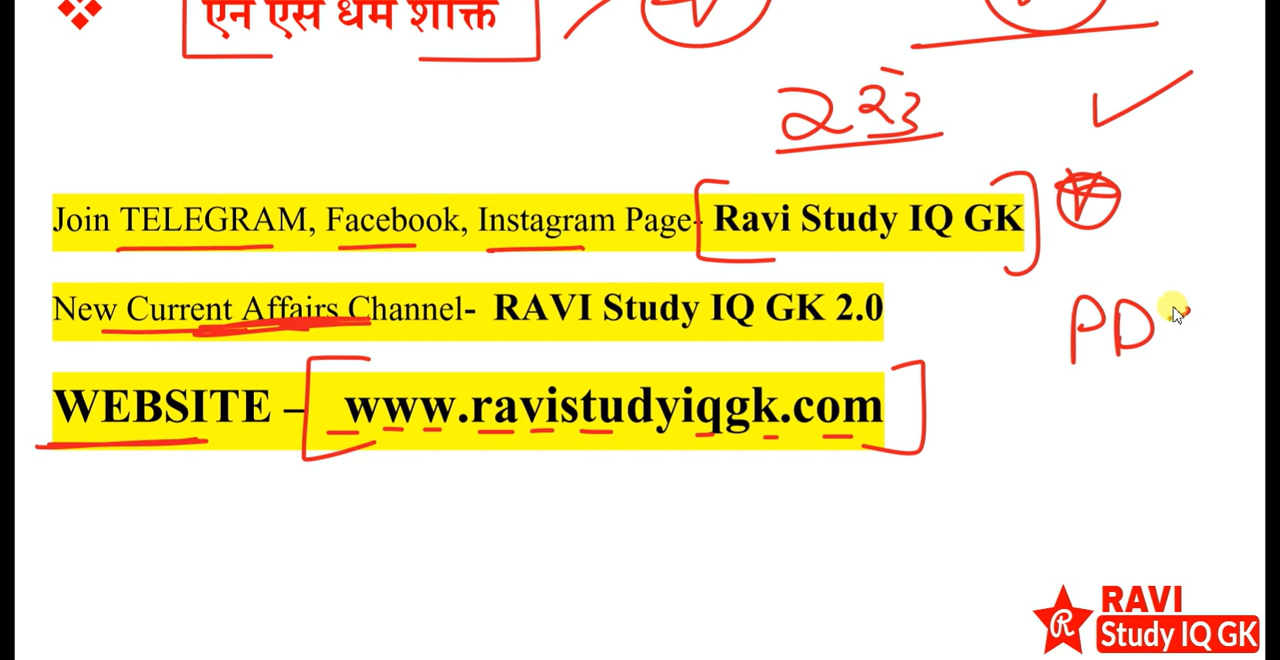 एन एस धर्म शक्ति
223
Join TELEGRAM, Facebook, Instagram Page- Ravi Study IQ GK
New Current Affairs Channel- RAVI Study IQ GK 2.0
PD
WEBSITE – www.ravistudyiqgk.com
RAVI
R Study IQ GK